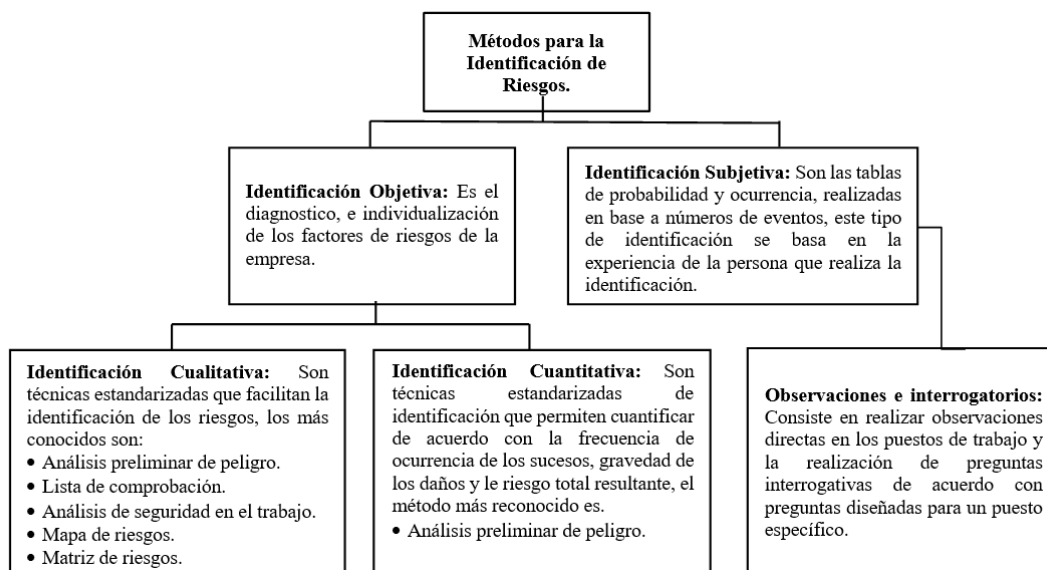 Métodos para la
Identificación de
Riesgos.
Identificación Objetiva: Es el
diagnostico, e individualización
de los factores de riesgos de la
empresa.
Identificación Subjetiva: Son las tablas
de probabilidad y ocurrencia, realizadas
en base a números de eventos, este tipo
de identificación se basa en la
experiencia de la persona que realiza la
identificación.
Identificación Cualitativa: Son
técnicas estandarizadas que facilitan la
identificación de los riesgos, los más
conocidos son:
• Análisis preliminar de peligro.
• Lista de comprobación.
• Análisis de seguridad en el trabajo.
• Mapa de riesgos.
• Matriz de riesgos.
Identificación Cuantitativa: Son
técnicas estandarizadas de
identificación que permiten cuantificar
de acuerdo con la frecuencia de
ocurrencia de los sucesos, gravedad de
los daños y le riesgo total resultante, el
método más reconocido es.
• Análisis preliminar de peligro.
Observaciones e interrogatorios:
Consiste en realizar observaciones
directas en los puestos de trabajo y
la realización de preguntas
interrogativas de acuerdo con
preguntas diseñadas para un puesto
específico.